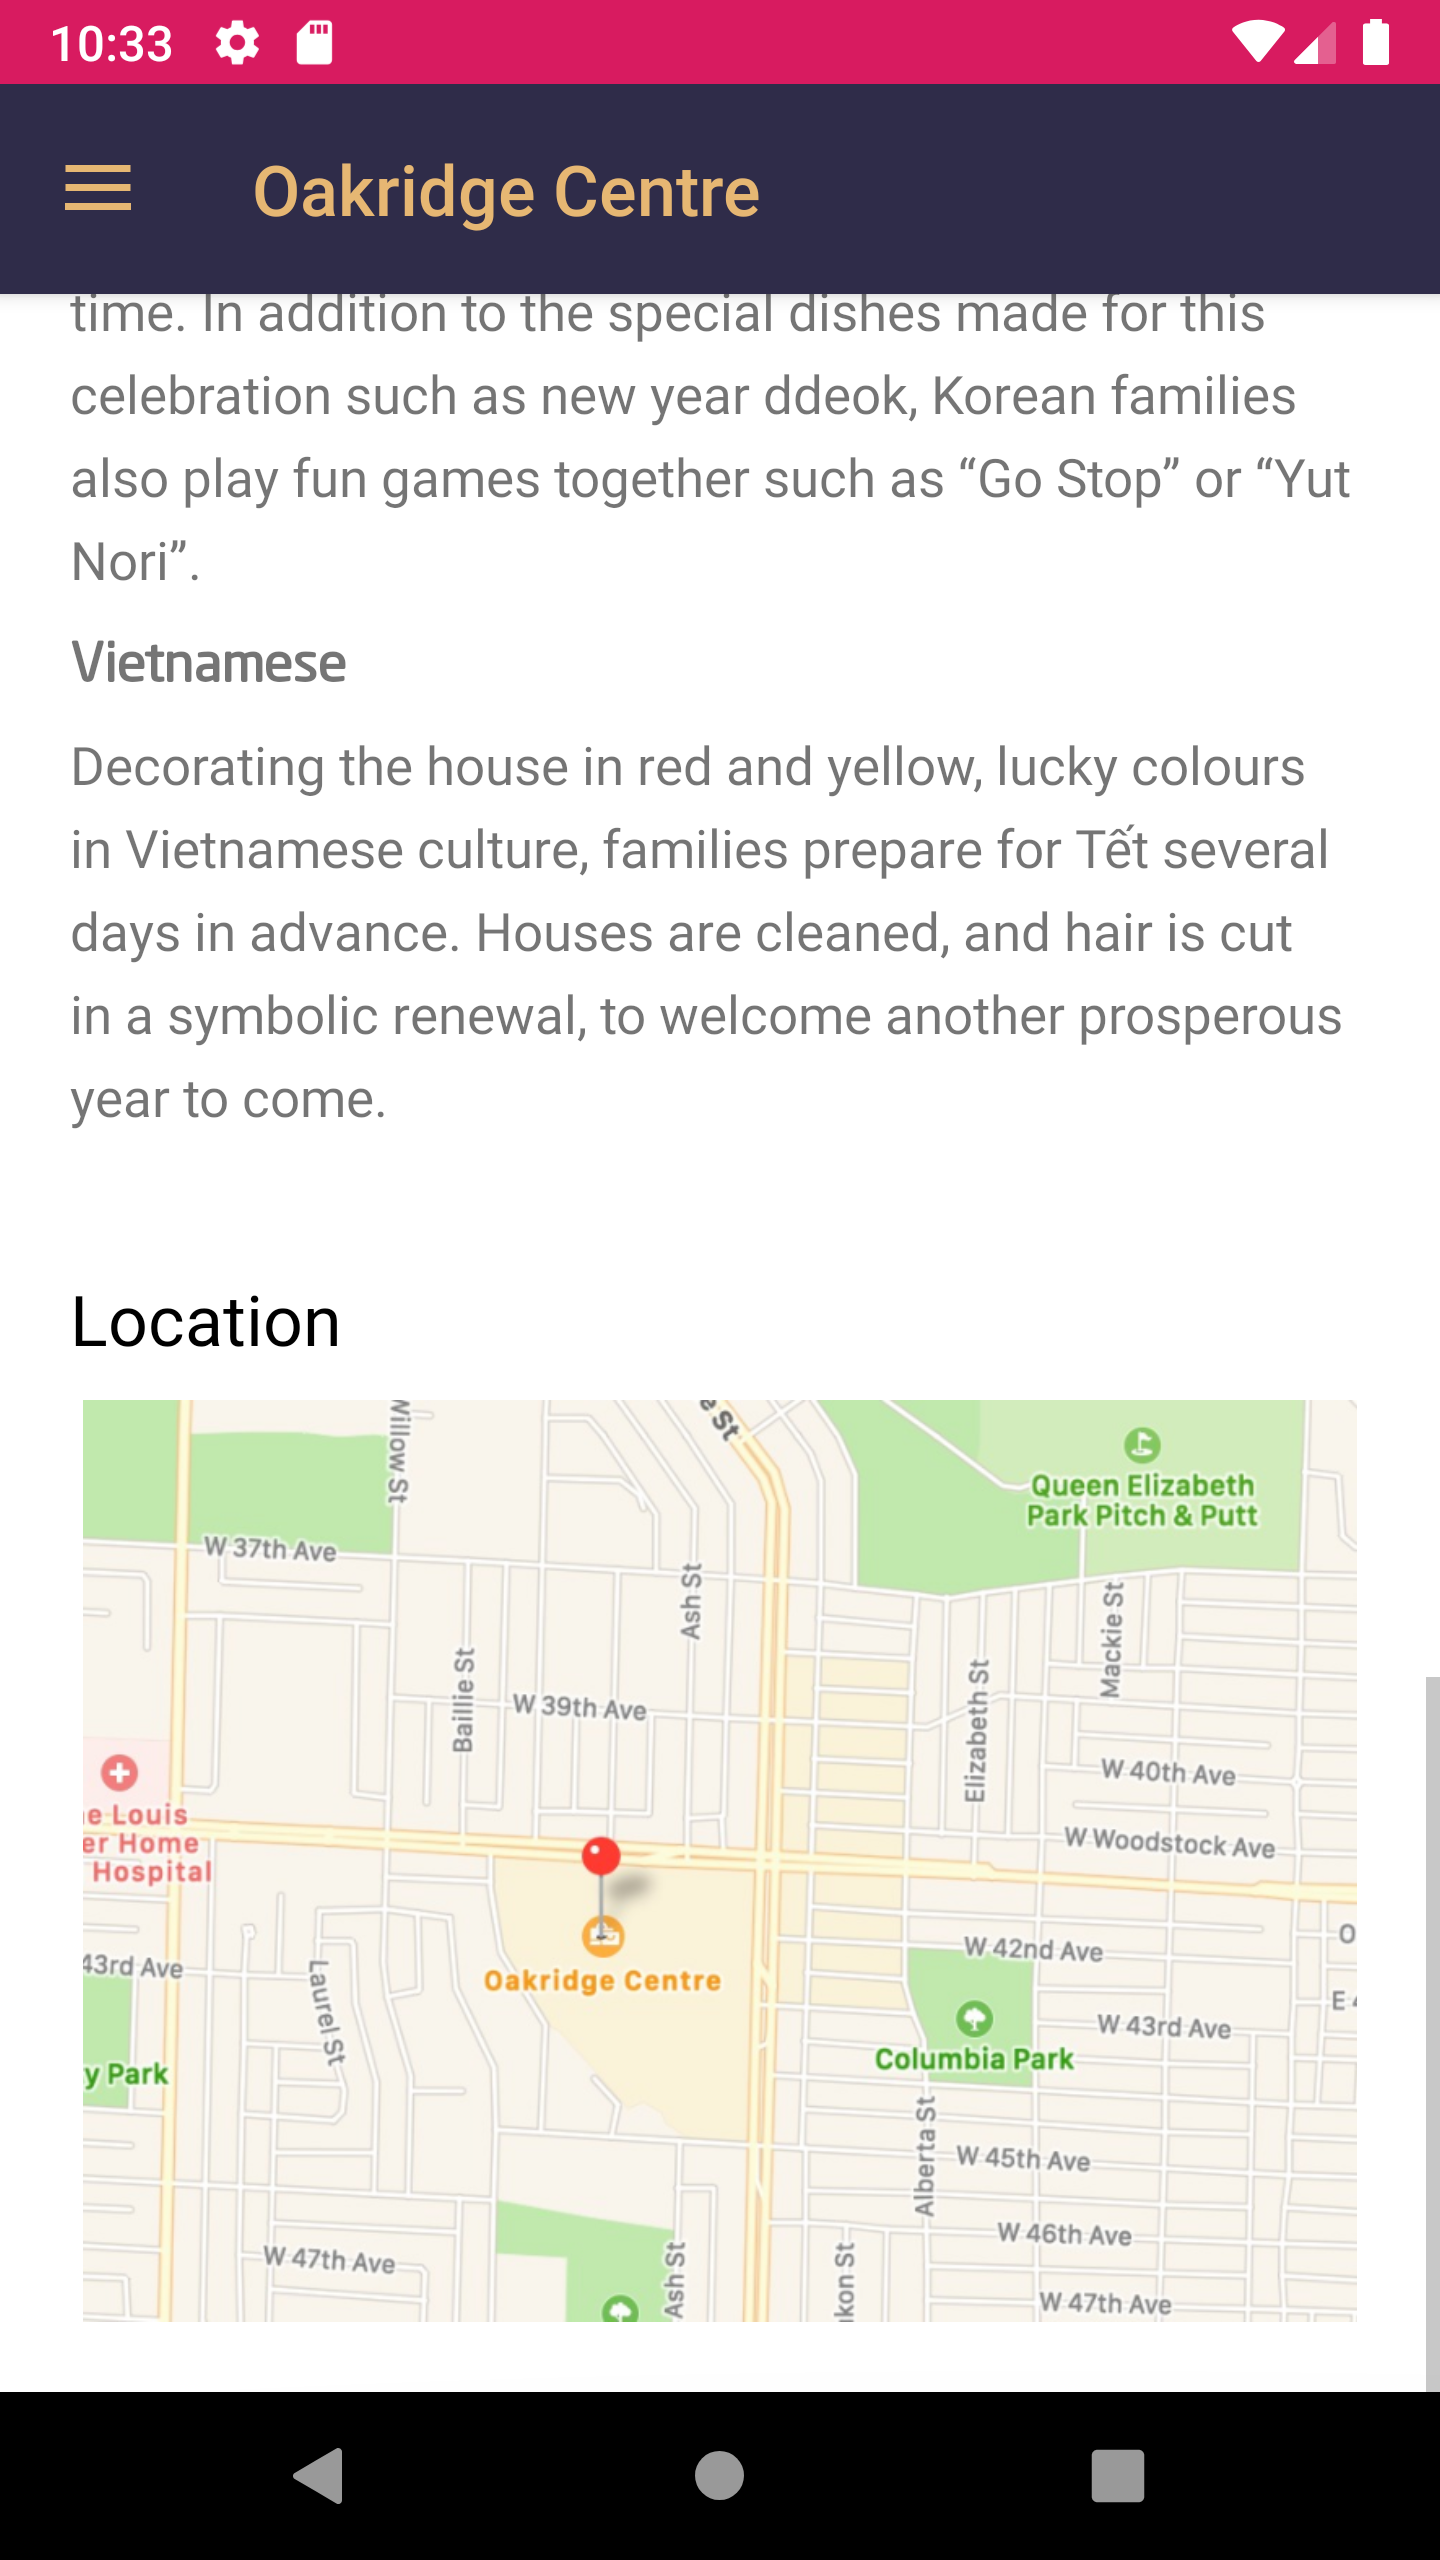 10:33
Oakridge Centre
time. In addition to the special dishes made for this
celebration such as new year ddeok, Korean families
also play fun games together such as “Go Stop” or “Yut
Nori”.
Vietnamese
Decorating the house in red and yellow, lucky colours
in Vietnamese culture, families prepare for Tết several
days in advance. Houses are cleaned, and hair is cut
in a symbolic renewal, to welcome another prosperous
year to come.
Location
Willow St
e St
Queen Elizabeth
Park Pitch & Putt
W 37th Ave
Ash St
Mackie St
Baillie St
W 39th Ave
Elizabeth St
W 40th Ave
e Louis
er Home
Hospital
W Woodstock Ave
W 42nd Ave
43rd Ave
Laurel St
Oakridge Centre
W 43rd Ave
Columbia Park
y Park
Alberta St
W 45th Ave
W 46th Ave
W 47th Ave
Ash St
kon St
W 47th Ave